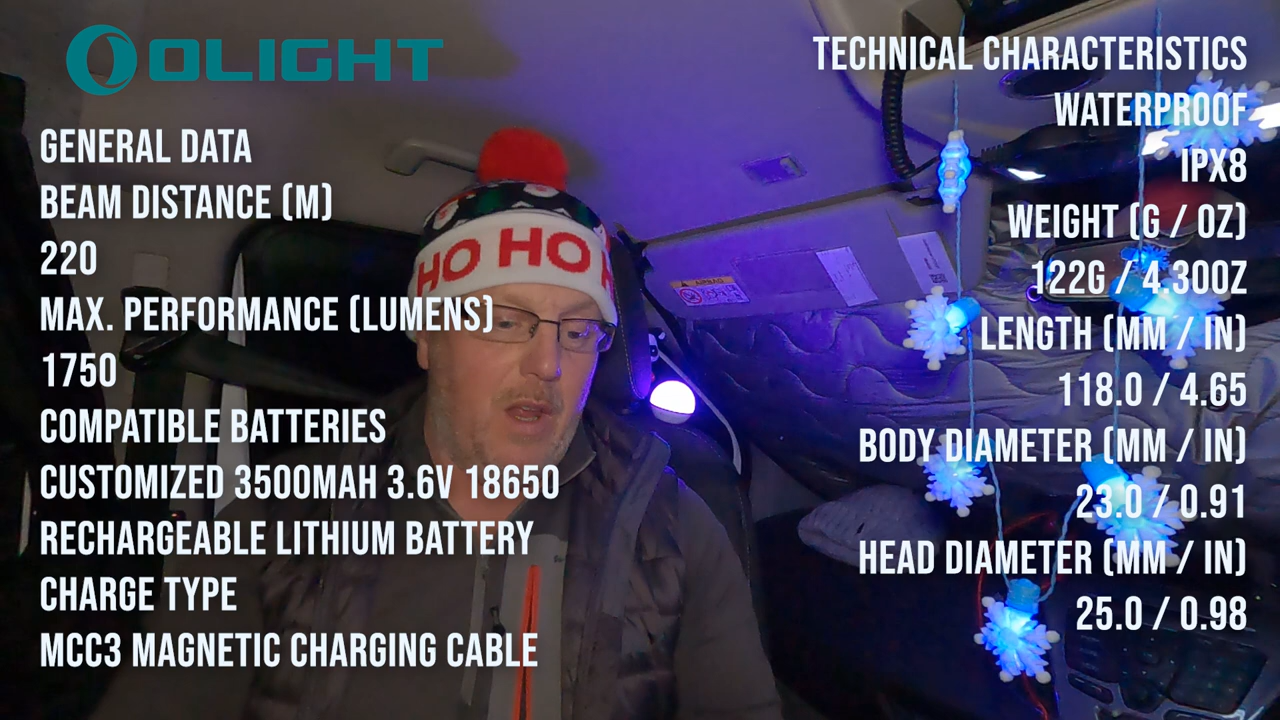 OLIGHT
GENERAL DATA
BEAM DISTANCE (M)
220
MAX. PERFORMANCE (LUMENS)
1750
COMPATIBLE BATTERIES
CUSTOMIZED 3500MAH 3.6V 18650
RECHARGEABLE LITHIUM BATTERY
CHARGE TYPE
MCC3 MAGNETIC CHARGING CABLE
TECHNICAL CHARACTERISTICS
WATERPROOF
IPX8
WEIGHT (G / OZ)
122G / 4.30OZ
LENGTH (MM / IN)
118.0 / 4.65
BODY DIAMETER (MM / IN)
23.0 / 0.91
HEAD DIAMETER (MM / IN)
25.0 / 0.98
HO HO H
AIRBAG